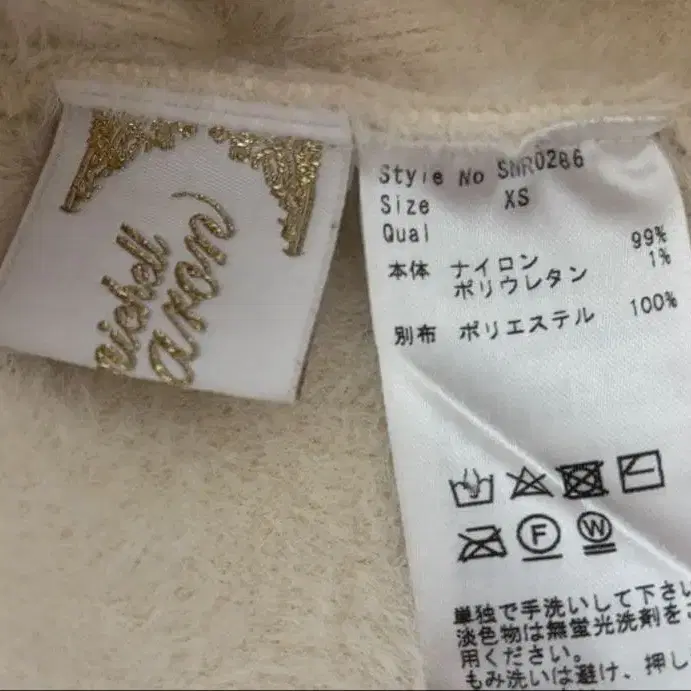 michell
aron
Style No SNR0286
Size XS
Qual
本体 ナイロン 99%
ポリウレタン 1%
別布 ポリエステル 100%
F W
単独で手洗いして下さい
淡色物は無蛍光洗剤を
用ください。
もみ洗いは避け、押し